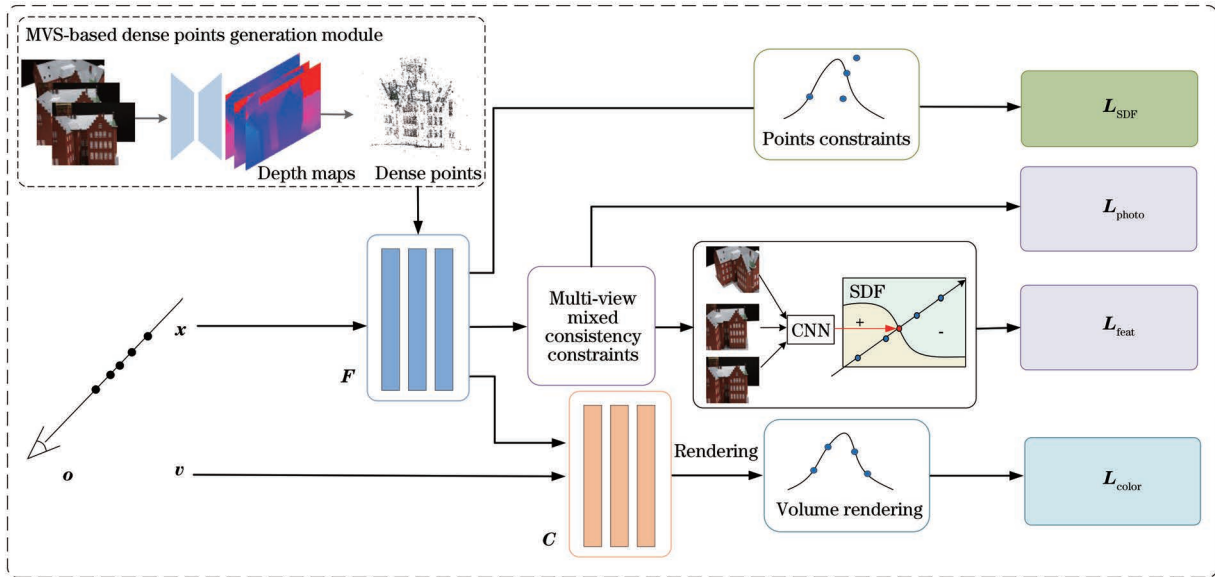 MVS-based dense points generation module
Depth maps
Dense points
Points constraints
L_SDF
L_photo
x
F
Multi-view
mixed
consistency
constraints
CNN
SDF
+
-
L_feat
o
v
C
Rendering
Volume rendering
L_color